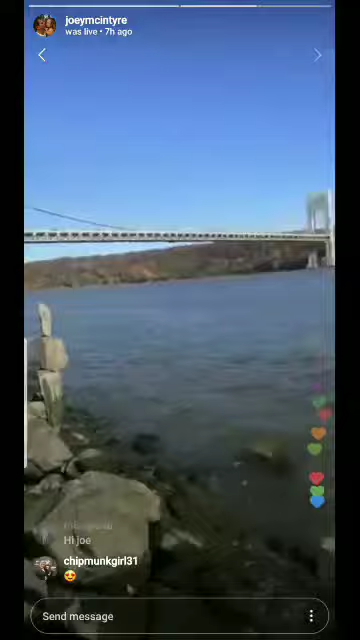 joeymcintyre
was live • 7h ago
Hi joe
chipmunkgirl31
😍
Send message